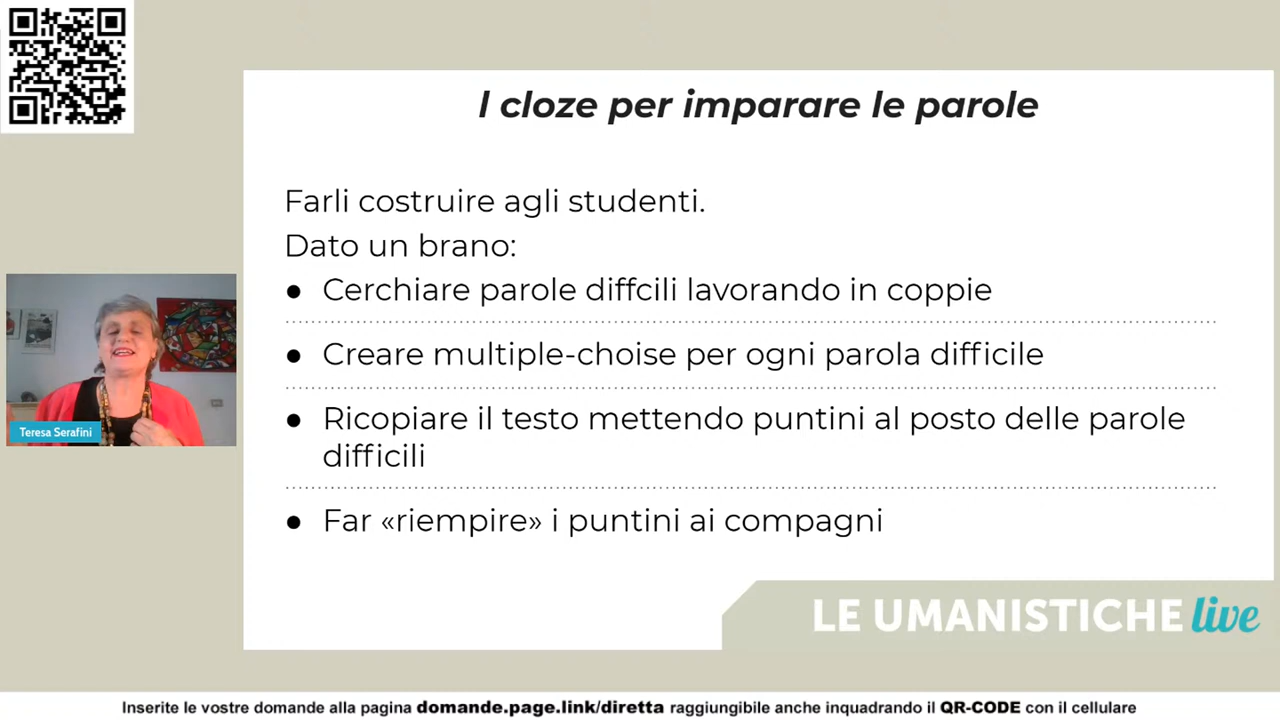 I cloze per imparare le parole
Farli costruire agli studenti.
Dato un brano:
● Cerchiare parole diffcili lavorando in coppie
● Creare multiple-choise per ogni parola difficile
● Ricopiare il testo mettendo puntini al posto delle parole
difficili
● Far «riempire» i puntini ai compagni
Teresa Serafini
LE UMANISTICHE live
Inserite le vostre domande alla pagina domande.page.link/diretta raggiungibile anche inquadrando il QR-CODE con il cellulare